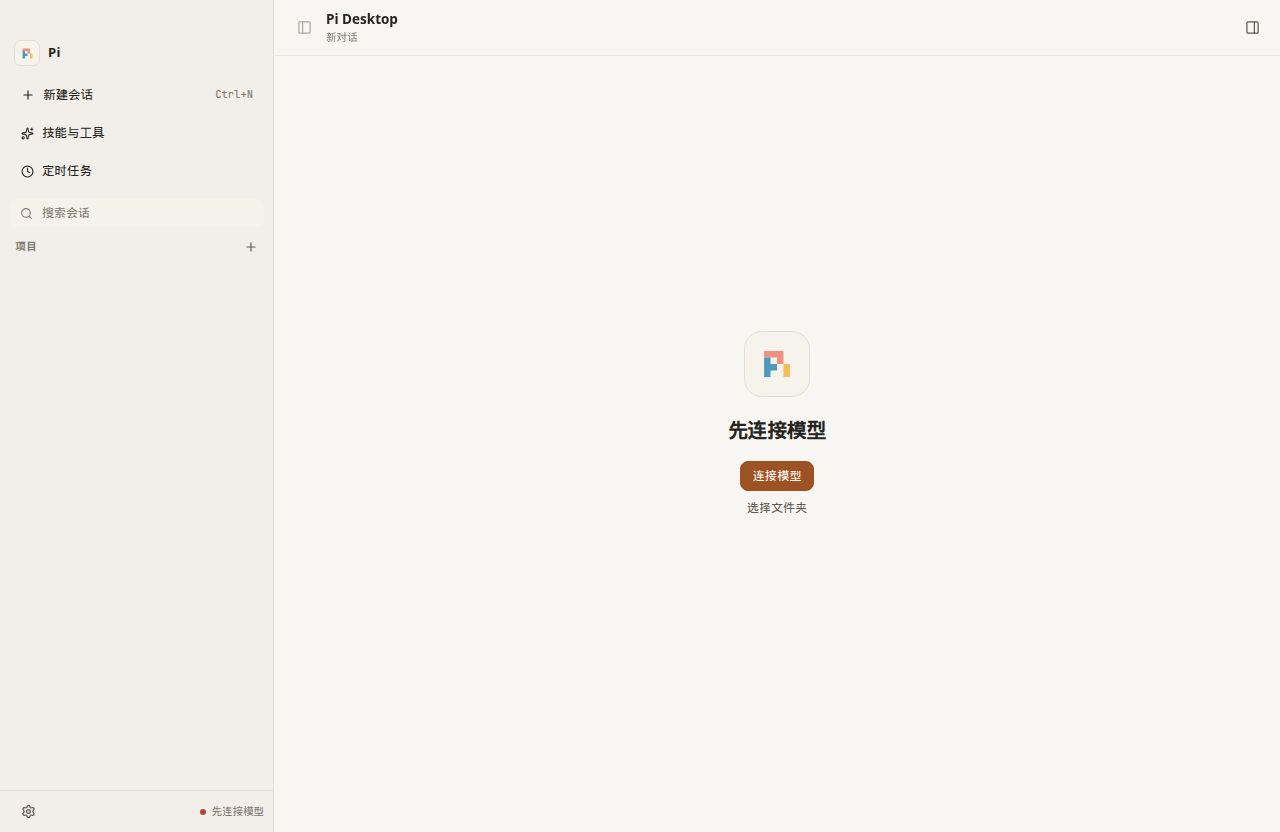 Pi
新建会话 Ctrl+N
技能与工具
定时任务
搜索会话
项目
先连接模型
Pi Desktop
新对话
先连接模型
连接模型
选择文件夹